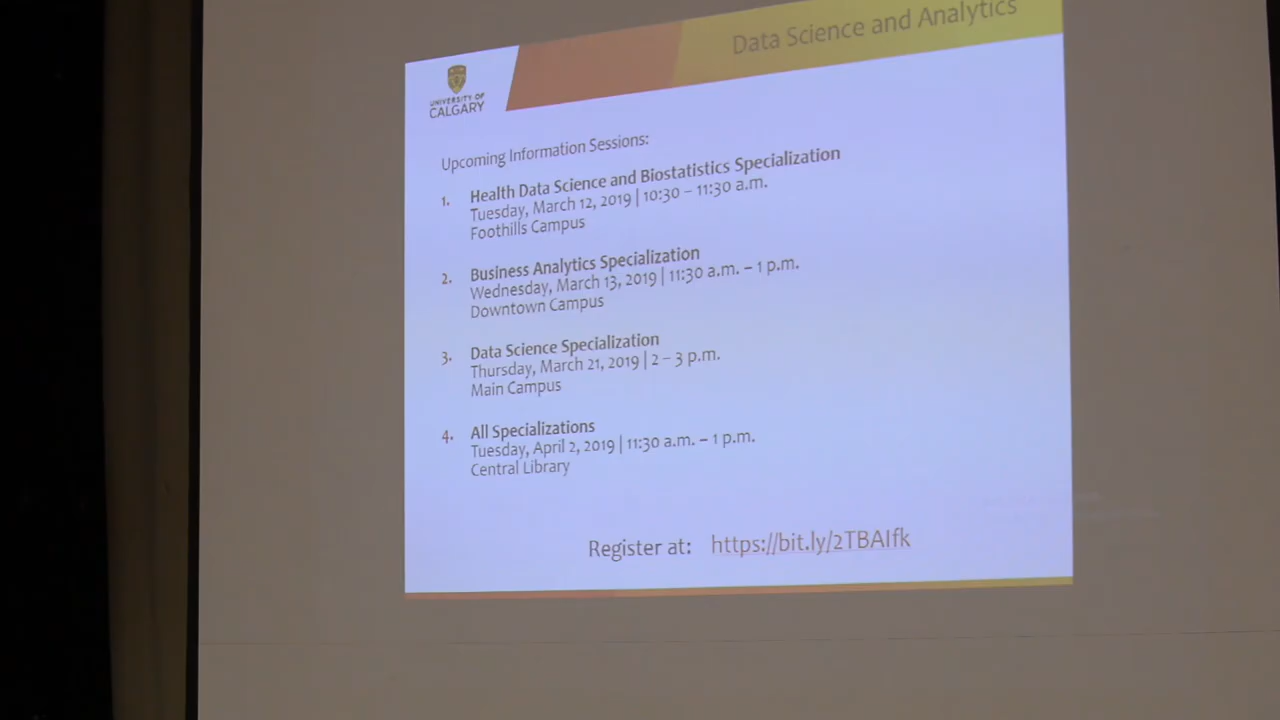 Data Science and Analytics
UNIVERSITY OF
CALGARY
Upcoming Information Sessions:
1. Health Data Science and Biostatistics Specialization
Tuesday, March 12, 2019 | 10:30 – 11:30 a.m.
Foothills Campus
2. Business Analytics Specialization
Wednesday, March 13, 2019 | 11:30 a.m. – 1 p.m.
Downtown Campus
3. Data Science Specialization
Thursday, March 21, 2019 | 2 – 3 p.m.
Main Campus
4. All Specializations
Tuesday, April 2, 2019 | 11:30 a.m. – 1 p.m.
Central Library
Register at: https://bit.ly/2TBAIfk